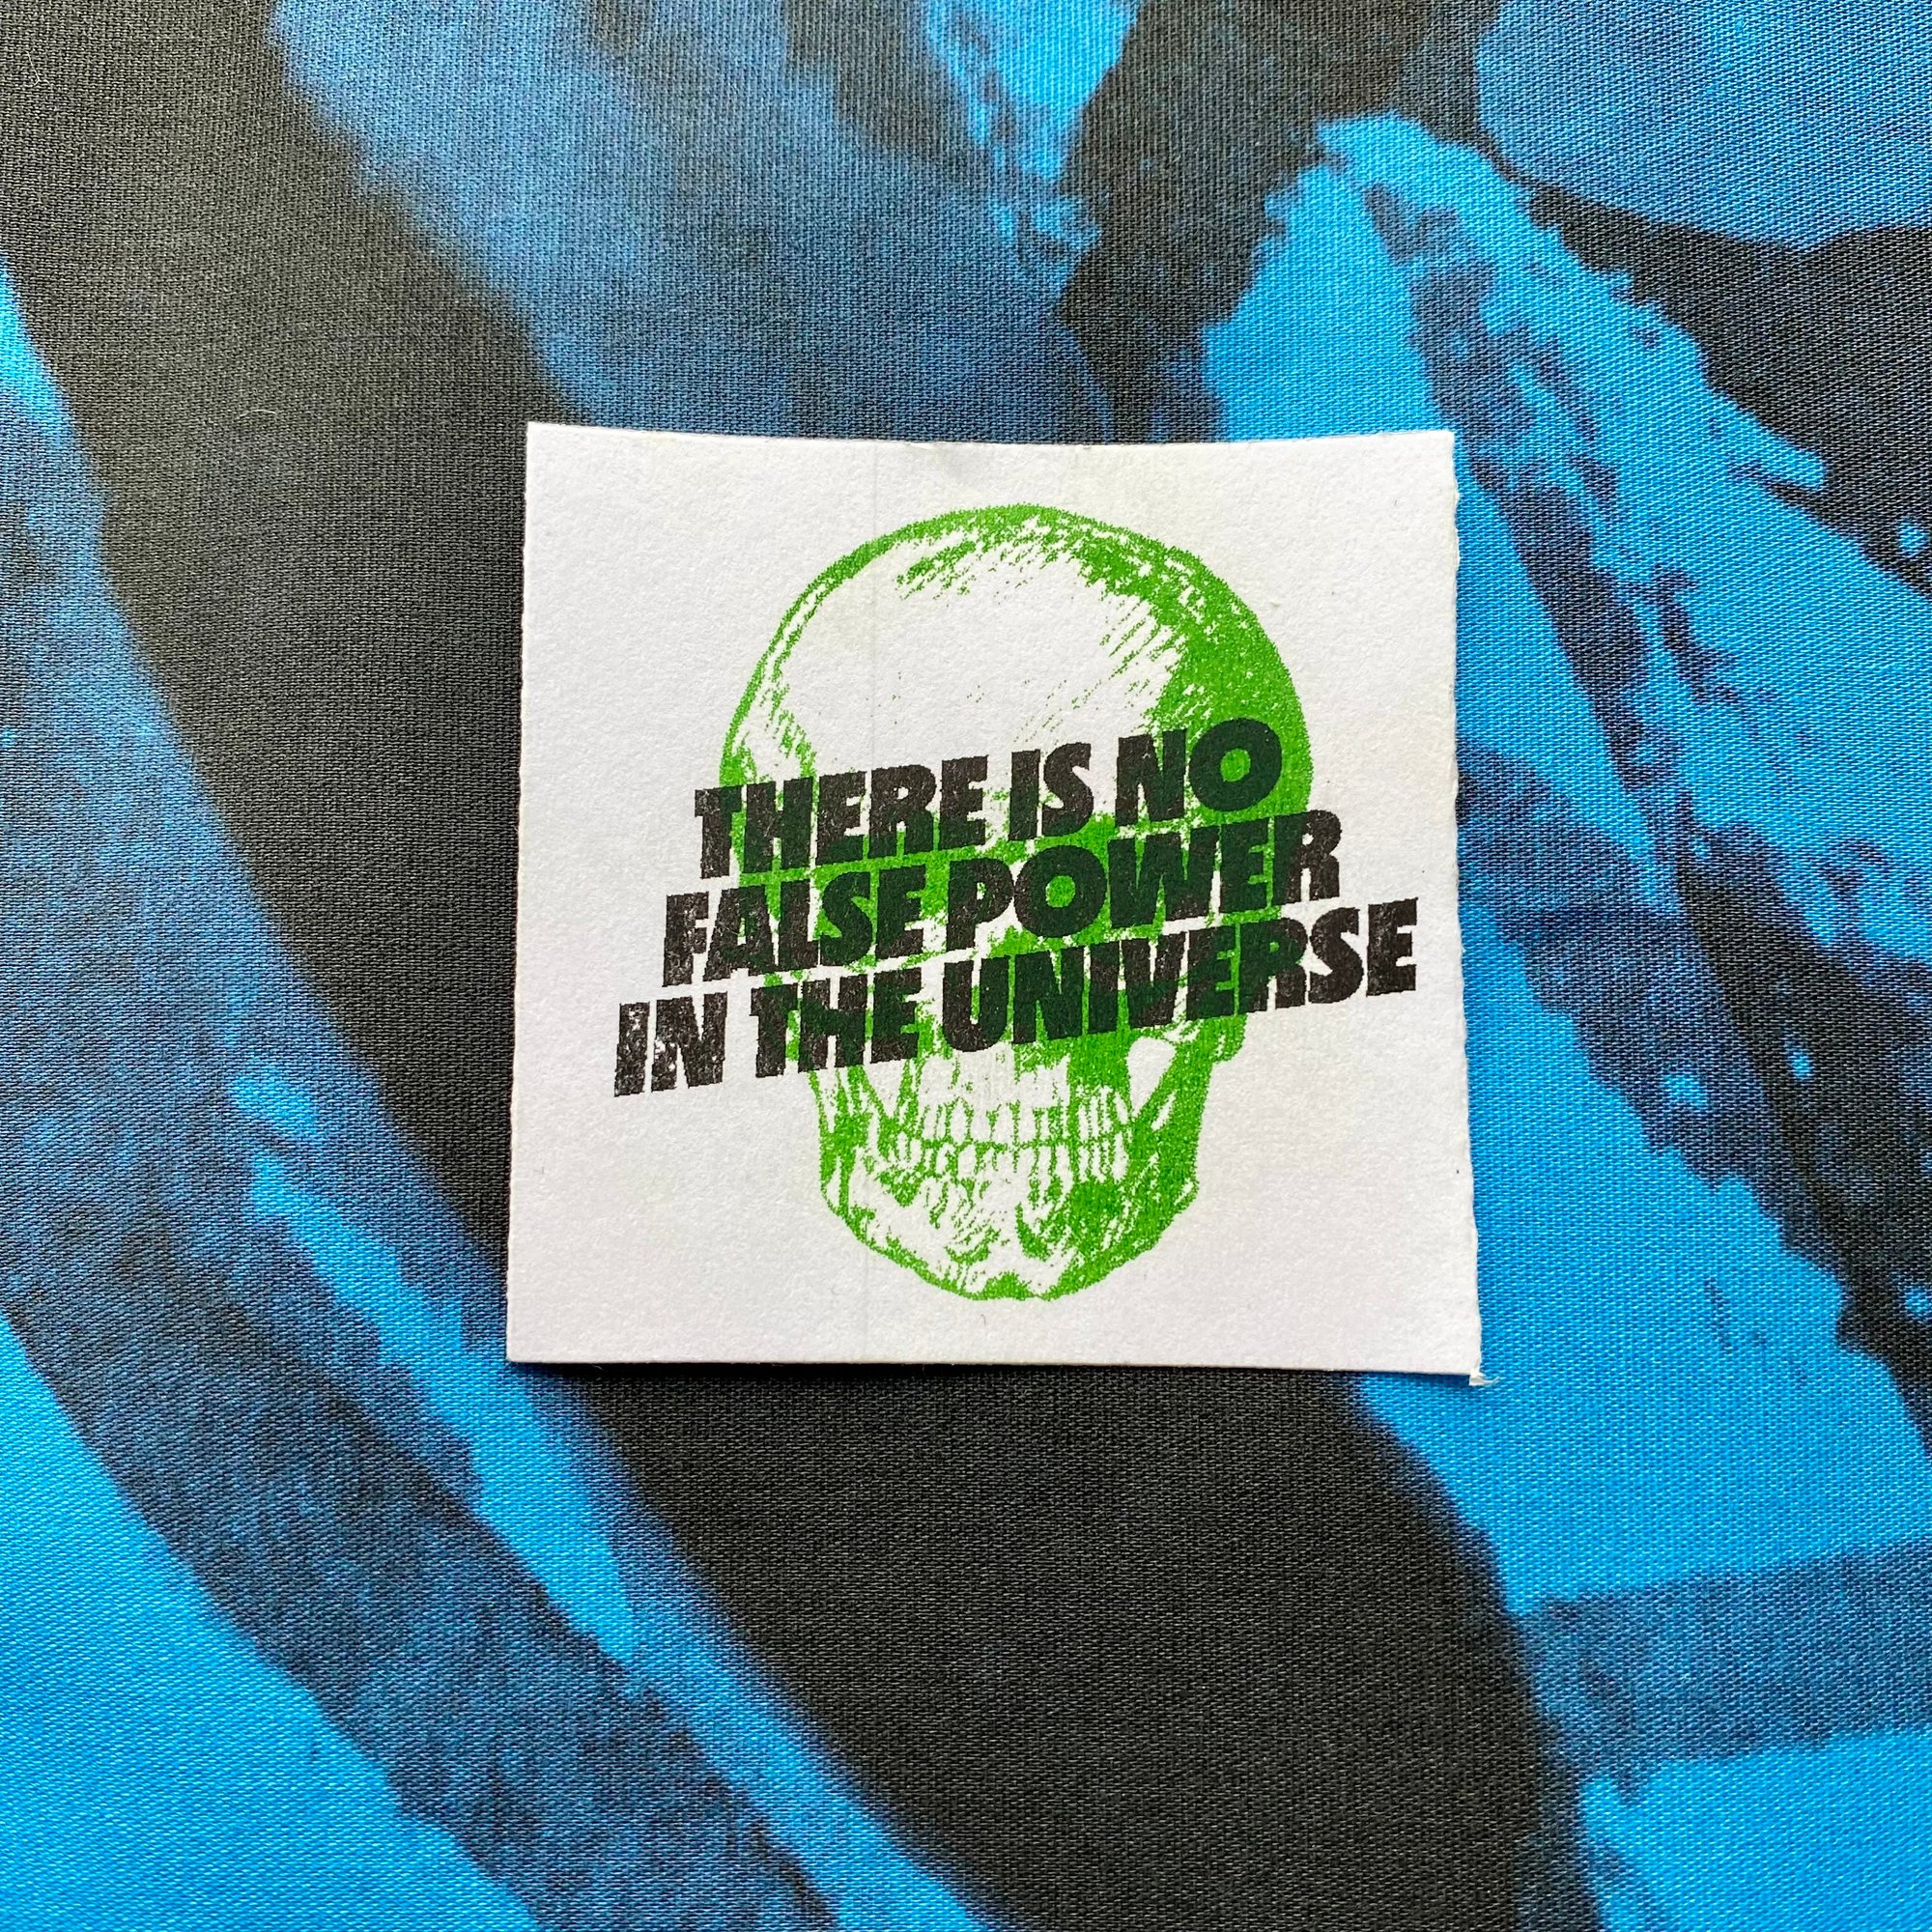 THERE IS NO
FALSE POWER
IN THE UNIVERSE